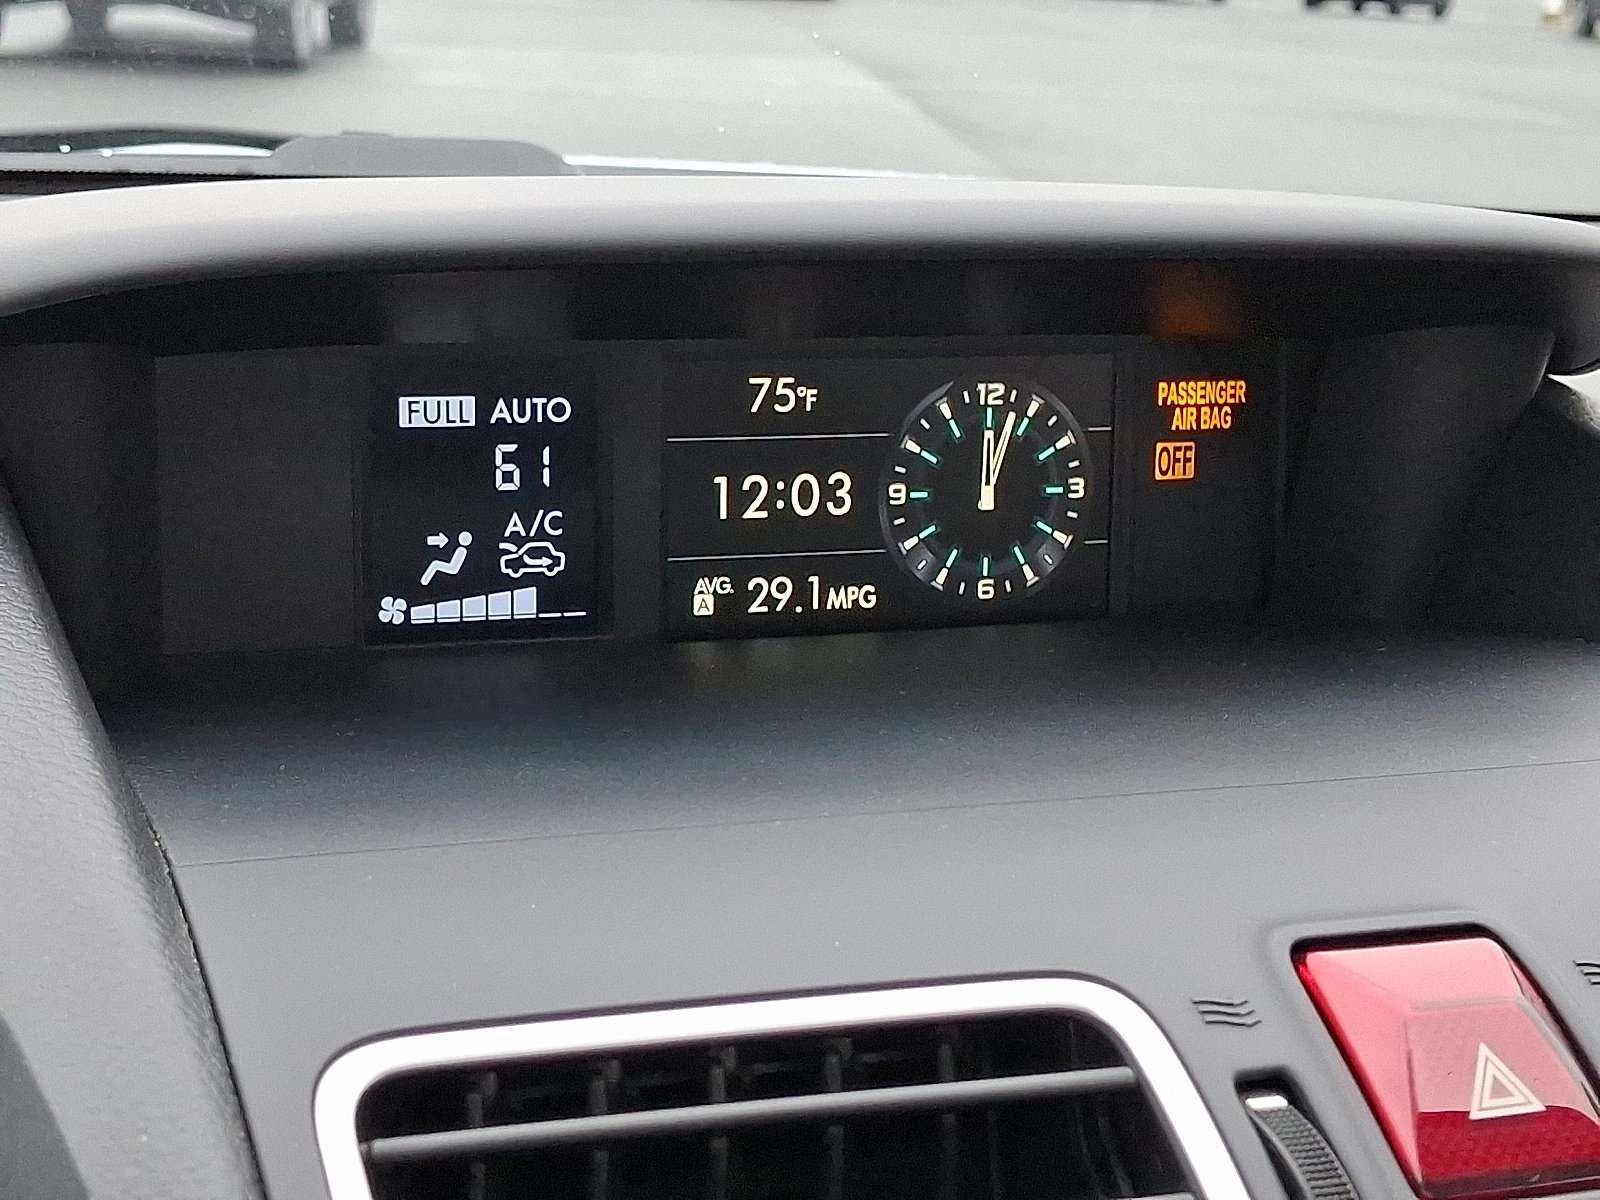 FULL AUTO
61
A/C
75°F
12:03
AVG.
A
29.1MPG
12
3
6
9
PASSENGER
AIR BAG
OFF